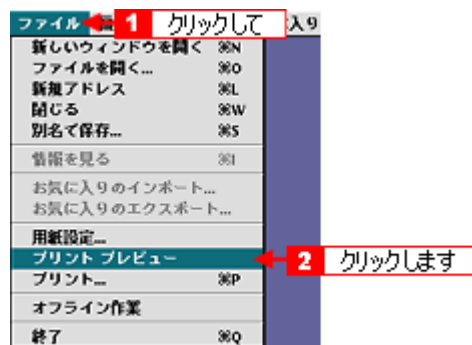 ファイル 1 クリックして 入り
新しいウィンドウを開く ⌘N
ファイルを開く... ⌘O
新規アドレス ⌘L
閉じる ⌘W
別名で保存... ⌘S
情報を見る ⌘I
お気に入りのインポート...
お気に入りのエクスポート...
用紙設定...
プリント プレビュー 2 クリックします
プリント... ⌘P
オフライン作業
終了 ⌘Q